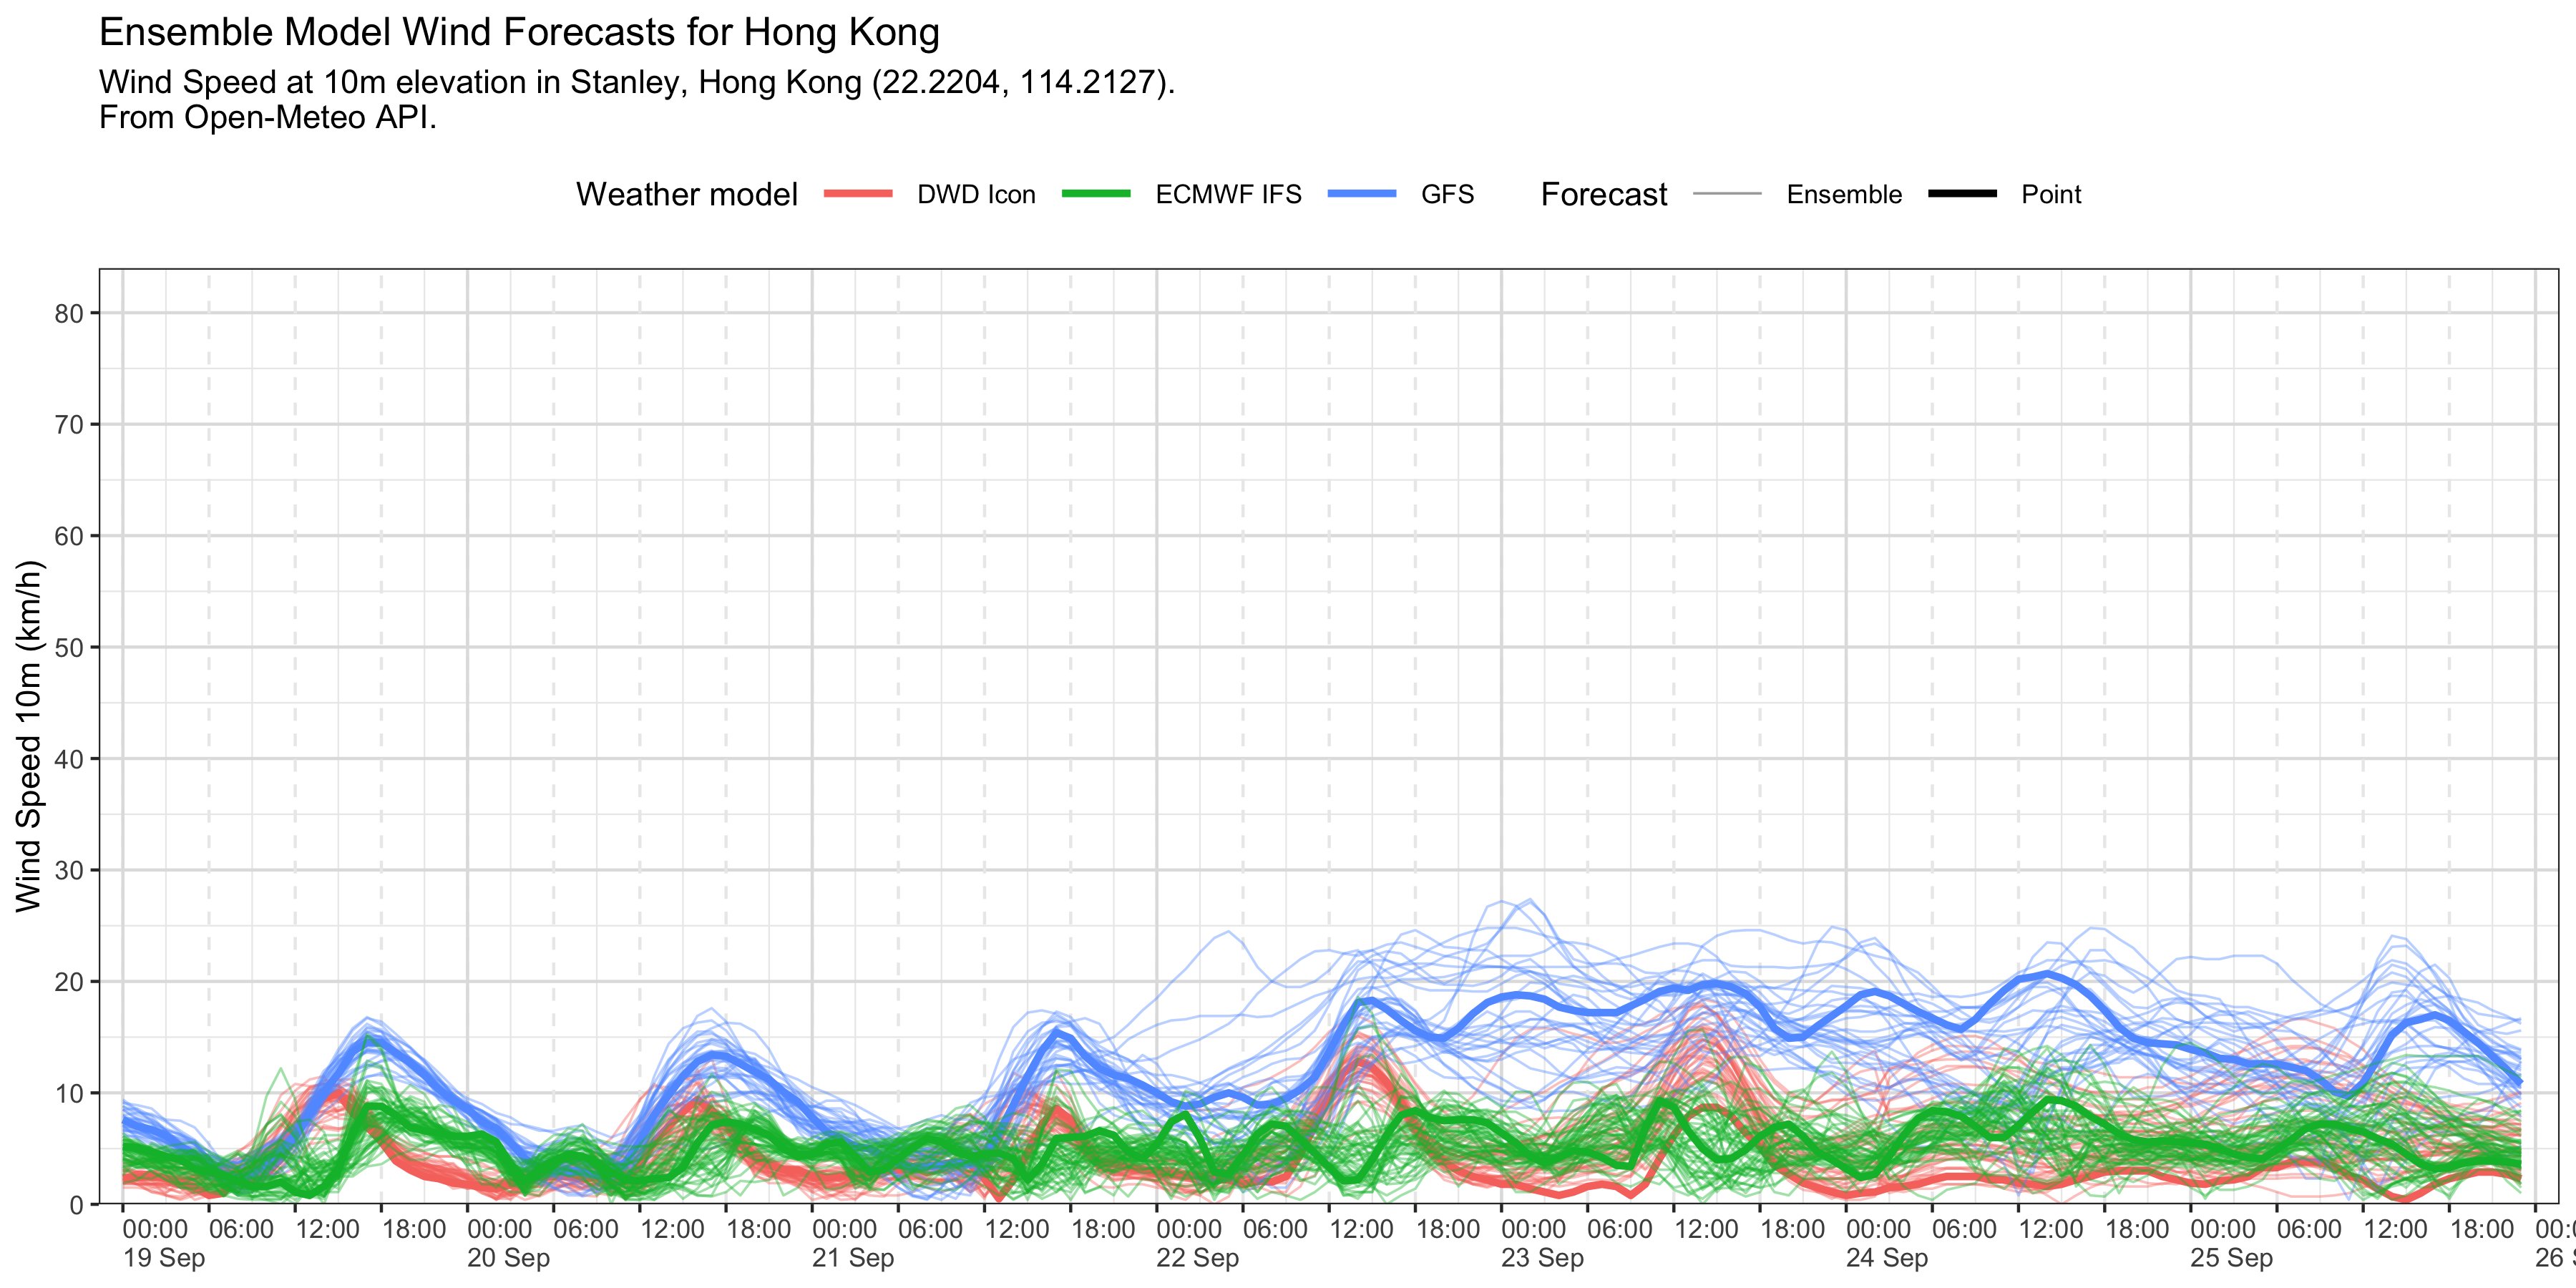 Ensemble Model Wind Forecasts for Hong Kong
Wind Speed at 10m elevation in Stanley, Hong Kong (22.2204, 114.2127).
From Open-Meteo API.
Weather model DWD Icon ECMWF IFS GFS Forecast Ensemble Point
Wind Speed 10m (km/h)
80
70
60
50
40
30
20
10
0
00:00 06:00 12:00 18:00 00:00 06:00 12:00 18:00 00:00 06:00 12:00 18:00 00:00 06:00 12:00 18:00 00:00 06:00 12:00 18:00 00:00 06:00 12:00 18:00 00:00 06:00 12:00 18:00
19 Sep 20 Sep 21 Sep 22 Sep 23 Sep 24 Sep 25 Sep 26